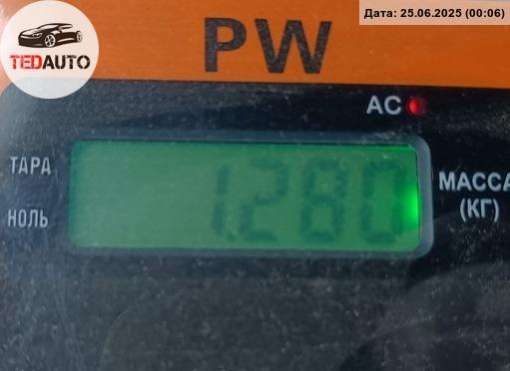 Дата: 25.06.2025 (00:06)
TEDAUTO
PW
AC
ТАРА
НОЛЬ
1.280
МАССА
(КГ)